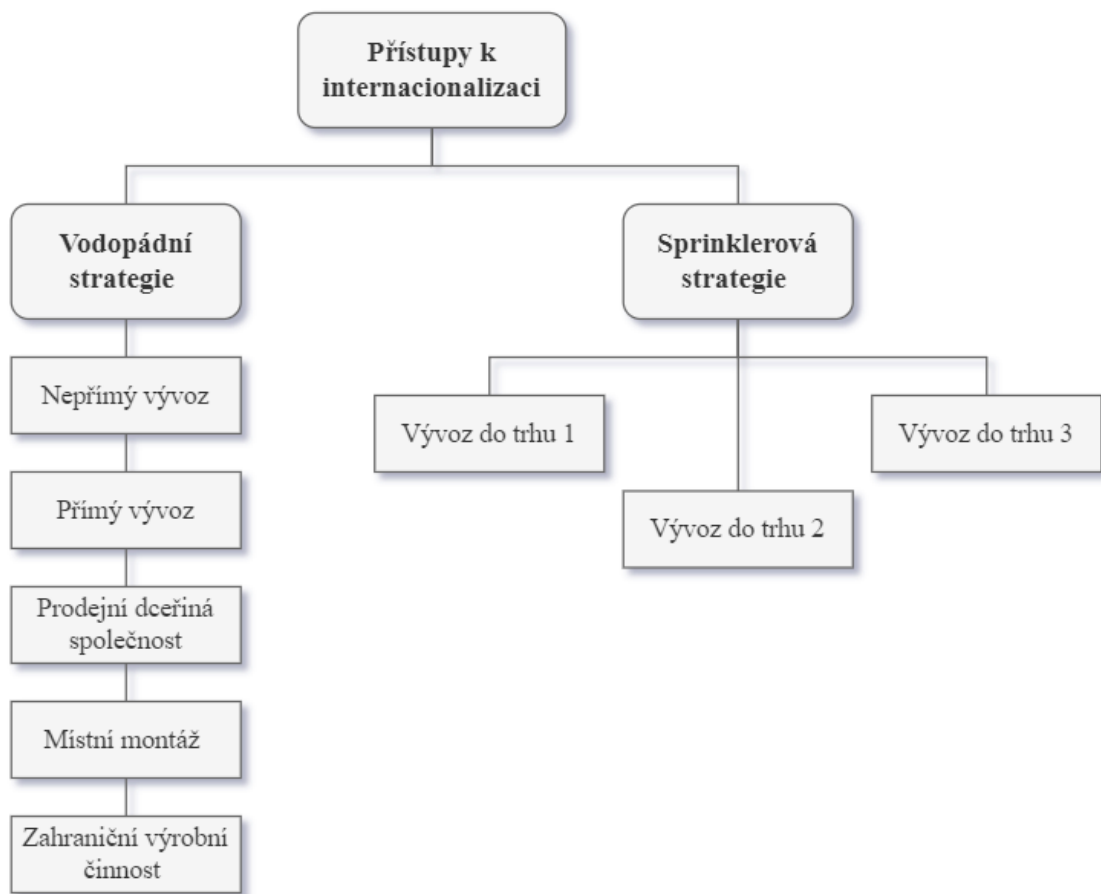 Přístupy k
internacionalizaci
Vodopádní
strategie
Sprinklerová
strategie
Nepřímý vývoz
Přímý vývoz
Prodejní dceřiná
společnost
Místní montáž
Zahraniční výrobní
činnost
Vývoz do trhu 1
Vývoz do trhu 2
Vývoz do trhu 3